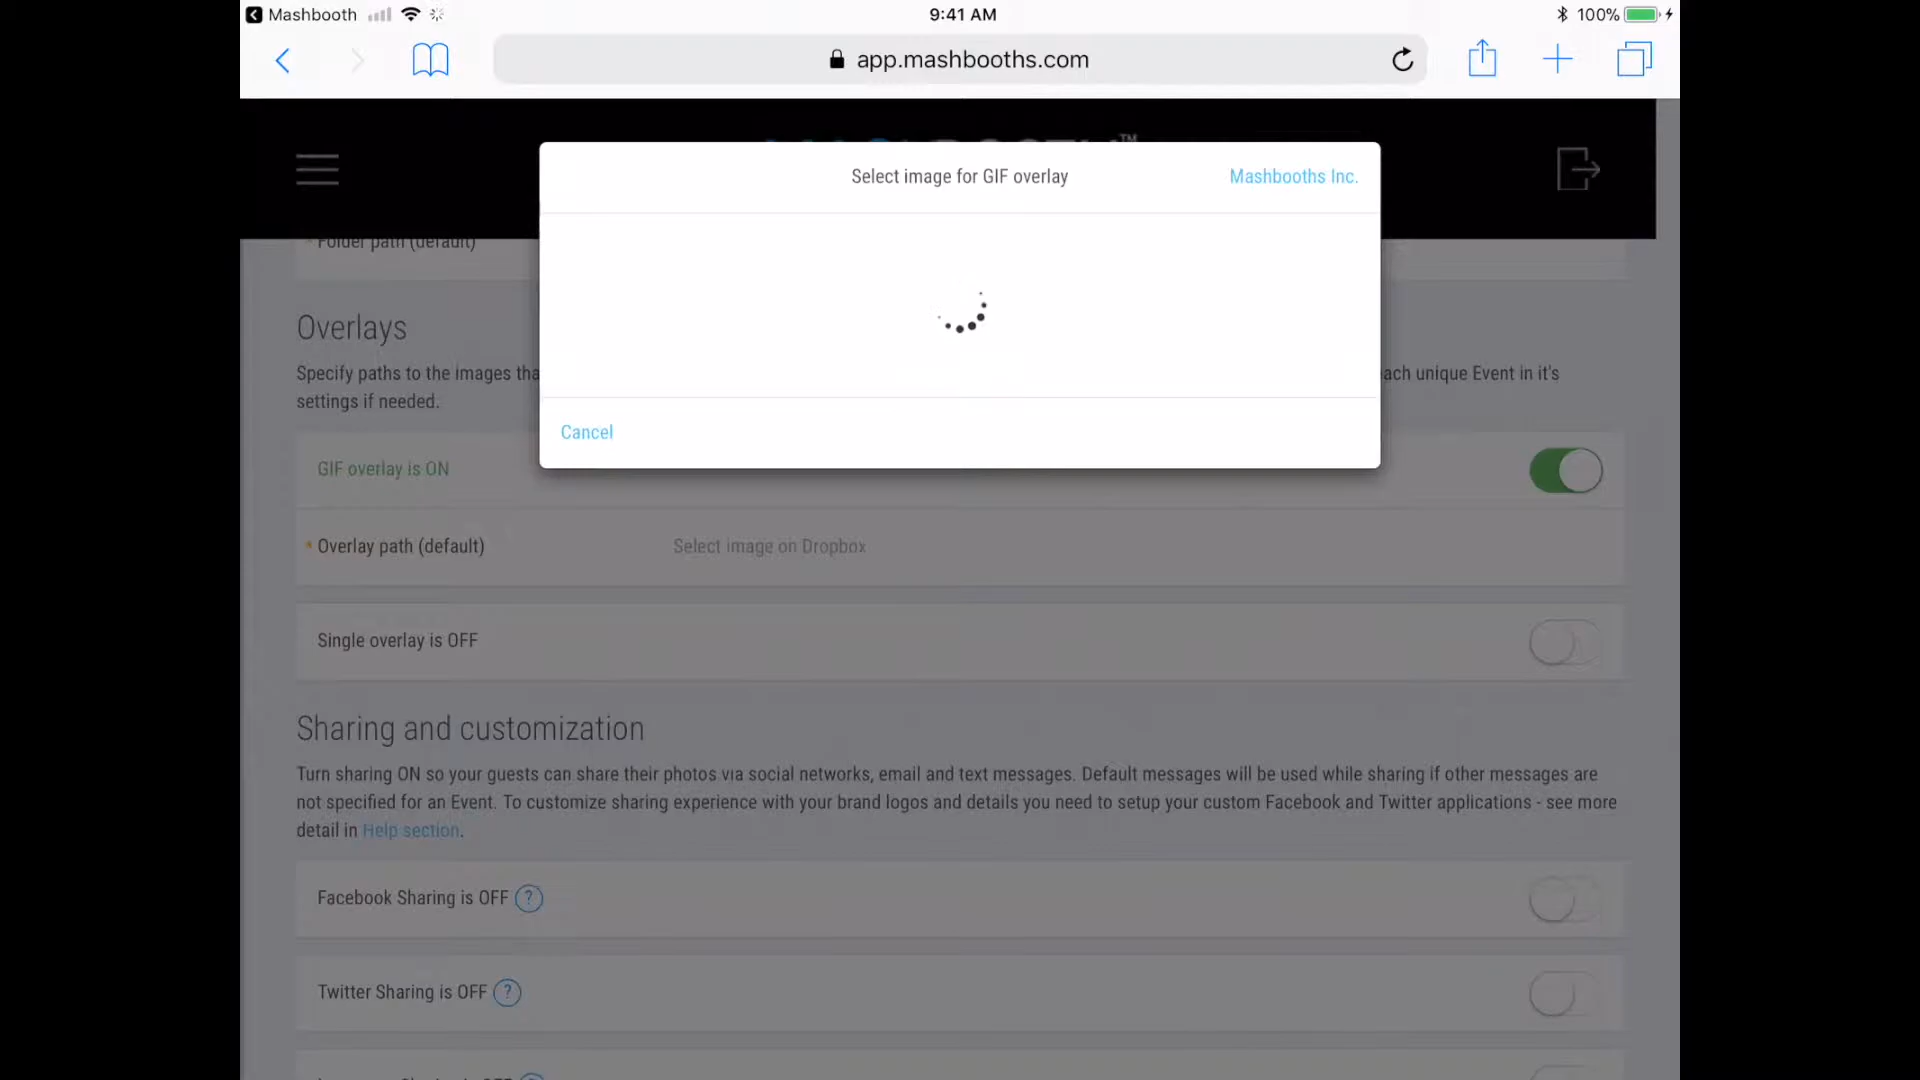 Mashbooth
9:41 AM
100%
app.mashbooths.com
TM
Select image for GIF overlay
Mashbooths Inc.
* Folder path (default)
Overlays
Specify paths to the images tha
ach unique Event in it's
settings if needed.
Cancel
GIF overlay is ON
* Overlay path (default)
Select image on Dropbox
Single overlay is OFF
Sharing and customization
Turn sharing ON so your guests can share their photos via social networks, email and text messages. Default messages will be used while sharing if other messages are
not specified for an Event. To customize sharing experience with your brand logos and details you need to setup your custom Facebook and Twitter applications - see more
detail in Help section.
Facebook Sharing is OFF ?
Twitter Sharing is OFF ?